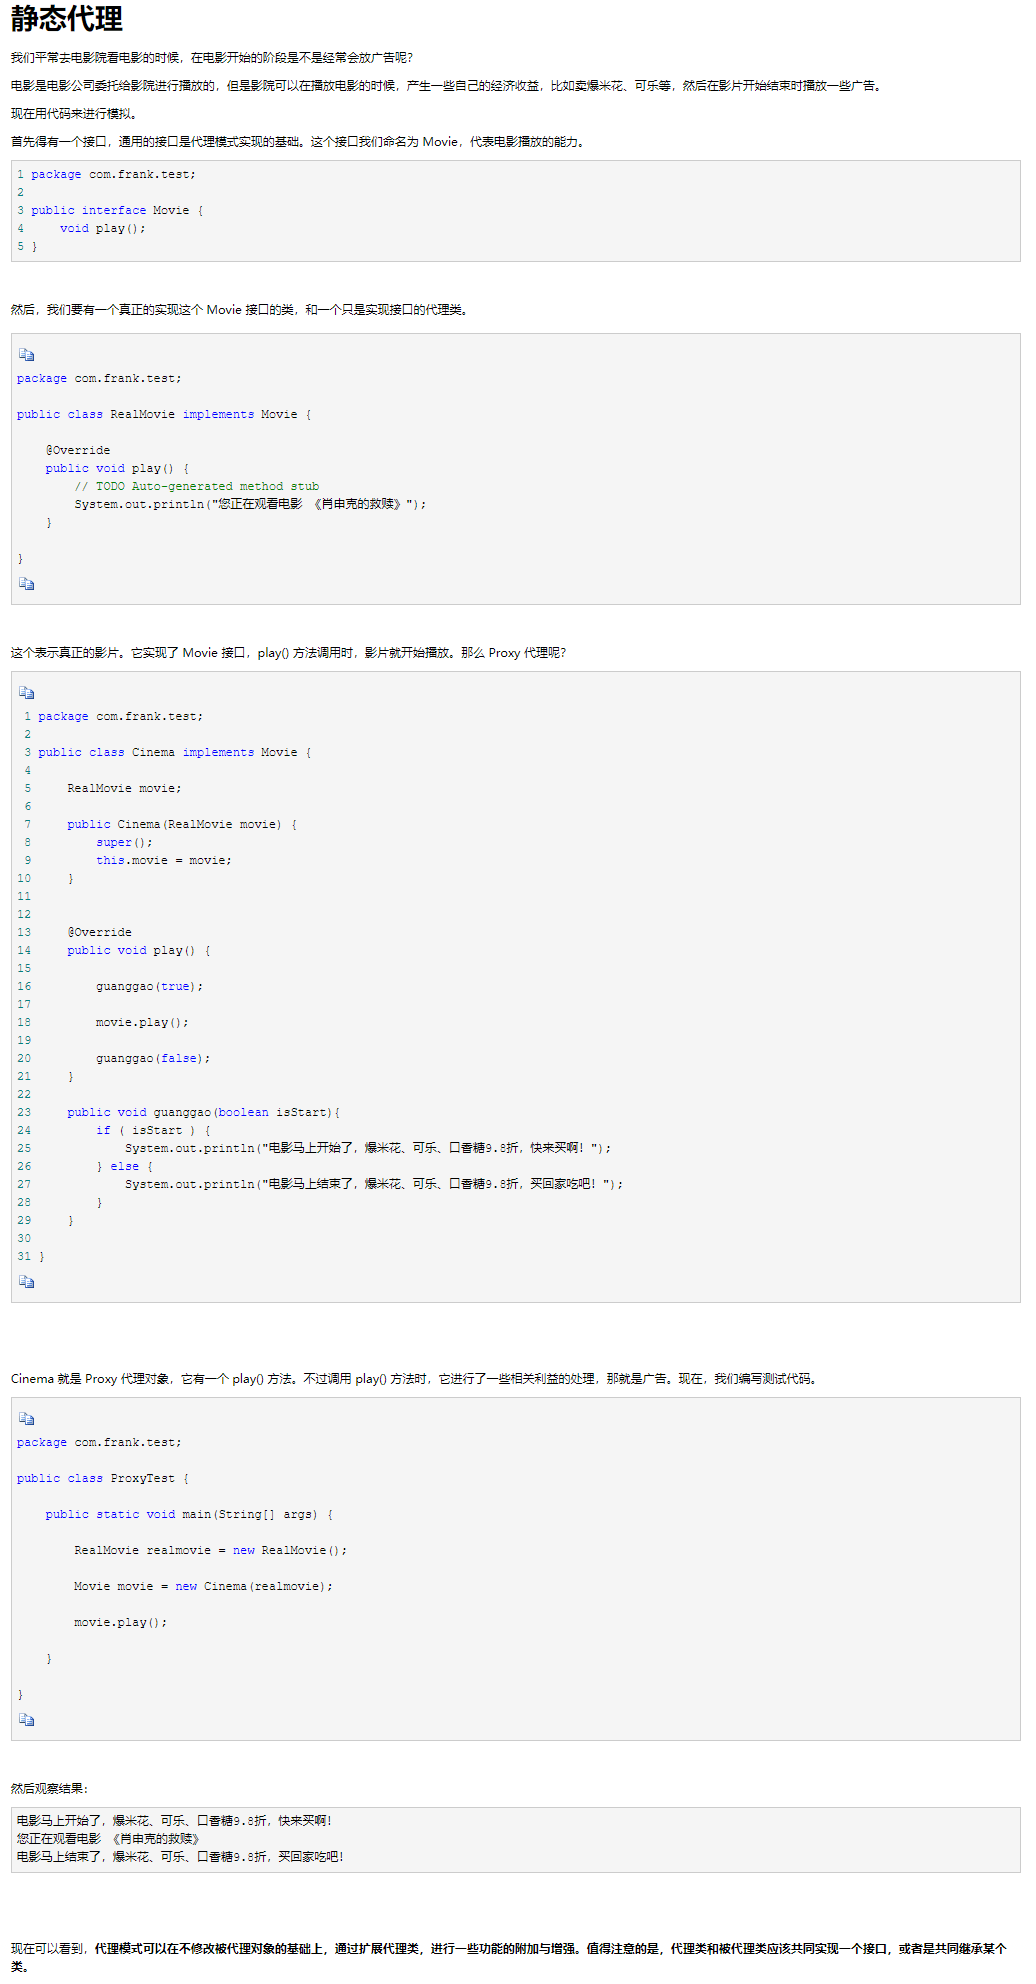 静态代理
我们平常去电影院看电影的时候，在电影开始的阶段是不是经常会放广告呢？
电影是电影公司委托给影院进行播放的，但是影院可以在播放电影的时候，产生一些自己的经济收益，比如卖爆米花、可乐等，然后在影片开始结束时播放一些广告。
现在用代码来进行模拟。
首先得有一个接口，通用的接口是代理模式实现的基础。这个接口我们命名为 Movie，代表电影播放的能力。
1 package com.frank.test;
2
3 public interface Movie {
4     void play();
5 }
然后，我们要有一个真正的实现这个 Movie 接口的类，和一个只是实现接口的代理类。
package com.frank.test;
public class RealMovie implements Movie {
    @Override
    public void play() {
        // TODO Auto-generated method stub
        System.out.println("您正在观看电影 《肖申克的救赎》");
    }
}
这个表示真正的影片。它实现了 Movie 接口，play() 方法调用时，影片就开始播放。那么 Proxy 代理呢？
1 package com.frank.test;
2
3 public class Cinema implements Movie {
4
5     RealMovie movie;
6
7     public Cinema(RealMovie movie) {
8         super();
9         this.movie = movie;
10     }
11
12
13     @Override
14     public void play() {
15
16         guanggao(true);
17
18         movie.play();
19
20         guanggao(false);
21     }
22
23     public void guanggao(boolean isStart){
24         if ( isStart ) {
25             System.out.println("电影马上开始了，爆米花、可乐、口香糖9.8折，快来买啊！");
26         } else {
27             System.out.println("电影马上结束了，爆米花、可乐、口香糖9.8折，买回家吃吧！");
28         }
29     }
30
31 }
Cinema 就是 Proxy 代理对象，它有一个 play() 方法。不过调用 play() 方法时，它进行了一些相关利益的处理，那就是广告。现在，我们编写测试代码。
package com.frank.test;
public class ProxyTest {
    public static void main(String[] args) {
        RealMovie realmovie = new RealMovie();
        Movie movie = new Cinema(realmovie);
        movie.play();
    }
}
然后观察结果：
电影马上开始了，爆米花、可乐、口香糖9.8折，快来买啊！
您正在观看电影 《肖申克的救赎》
电影马上结束了，爆米花、可乐、口香糖9.8折，买回家吃吧！
现在可以看到，代理模式可以在不修改被代理对象的基础上，通过扩展代理类，进行一些功能的附加与增强。值得注意的是，代理类和被代理类应该共同实现一个接口，或者是共同继承某个
类。